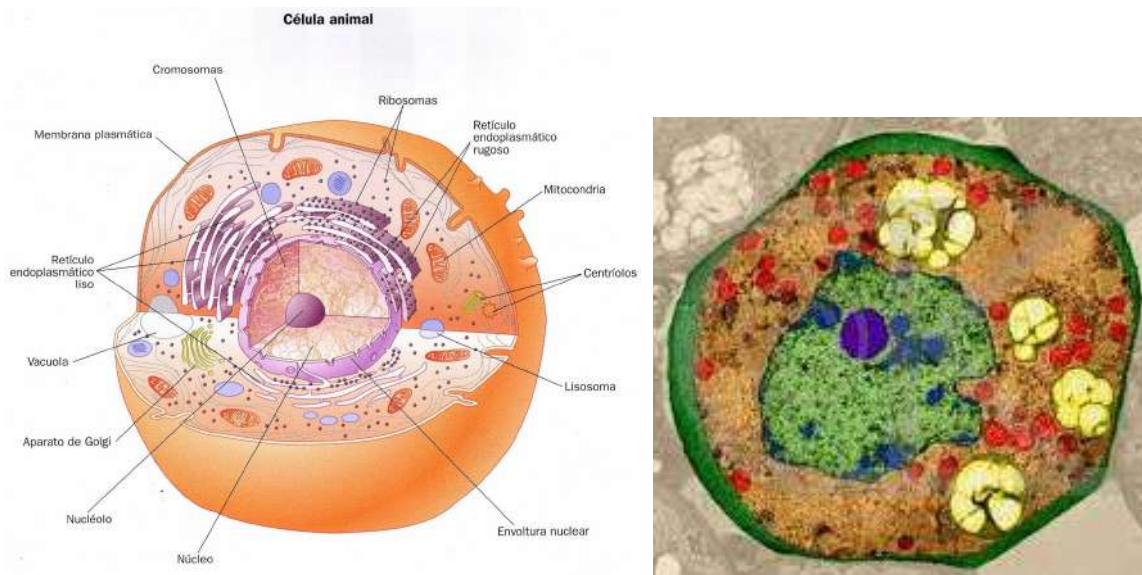 Célula animal
Cromosomas
Ribosomas
Membrana plasmática
Retículo
endoplasmático
rugoso
Mitocondria
Retículo
endoplasmático
liso
Centríolos
Vacuola
Lisosoma
Aparato de Golgi
Nucléolo
Envoltura nuclear
Núcleo